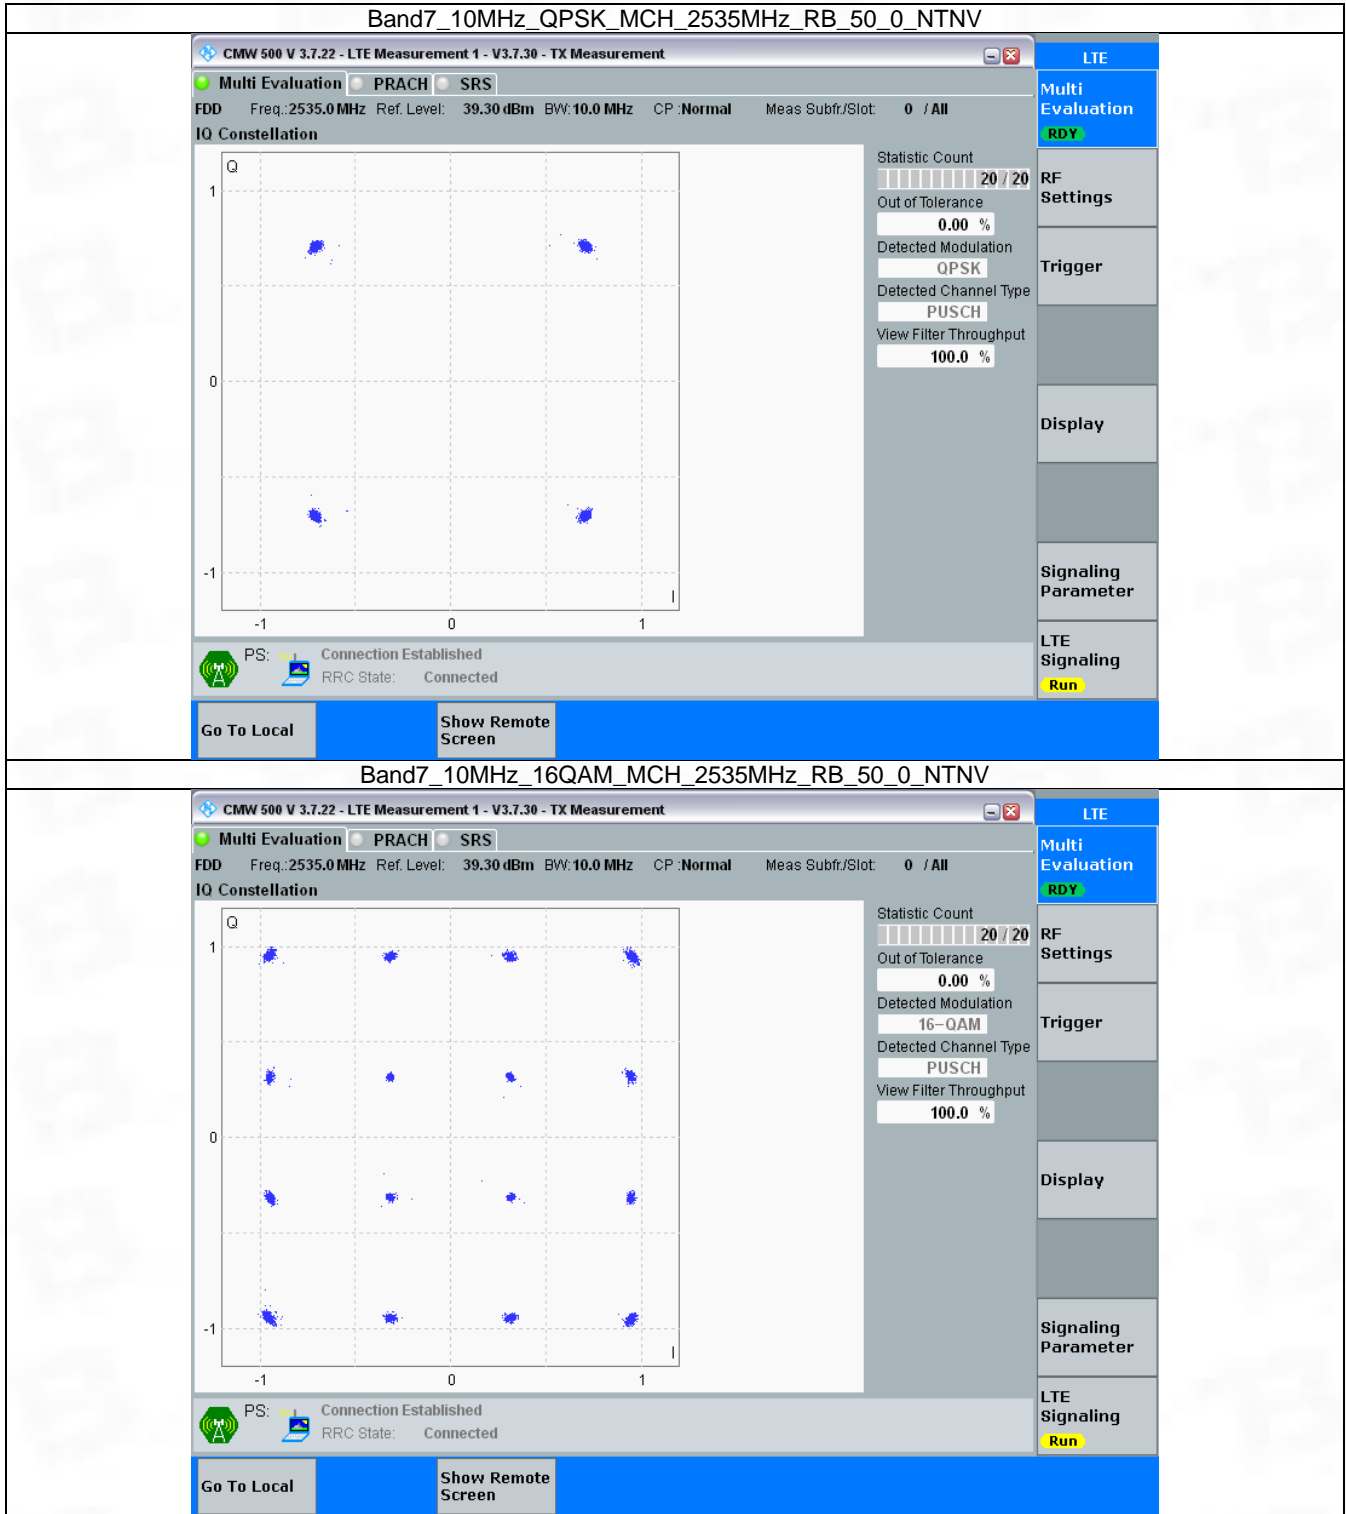 Band7_10MHz_QPSK_MCH_2535MHz_RB_50_0_NTNV
CMW 500 V 3.7.22 - LTE Measurement 1 - V3.7.30 - TX Measurement
LTE
Multi Evaluation PRACH SRS
Multi
Evaluation
RDY
FDD Freq.:2535.0 MHz Ref. Level: 39.30 dBm BW:10.0 MHz CP :Normal Meas Subfr./Slot: 0 / All
IQ Constellation
Q
1
0
-1
I
-1 0 1
Statistic Count
20 / 20
Out of Tolerance
0.00 %
Detected Modulation
QPSK
Detected Channel Type
PUSCH
View Filter Throughput
100.0 %
RF
Settings
Trigger
Display
Signaling
Parameter
LTE
Signaling
Run
PS: Connection Established
RRC State: Connected
Go To Local
Show Remote
Screen
Band7_10MHz_16QAM_MCH_2535MHz_RB_50_0_NTNV
CMW 500 V 3.7.22 - LTE Measurement 1 - V3.7.30 - TX Measurement
LTE
Multi Evaluation PRACH SRS
Multi
Evaluation
RDY
FDD Freq.:2535.0 MHz Ref. Level: 39.30 dBm BW:10.0 MHz CP :Normal Meas Subfr./Slot: 0 / All
IQ Constellation
Q
1
0
-1
I
-1 0 1
Statistic Count
20 / 20
Out of Tolerance
0.00 %
Detected Modulation
16-QAM
Detected Channel Type
PUSCH
View Filter Throughput
100.0 %
RF
Settings
Trigger
Display
Signaling
Parameter
LTE
Signaling
Run
PS: Connection Established
RRC State: Connected
Go To Local
Show Remote
Screen